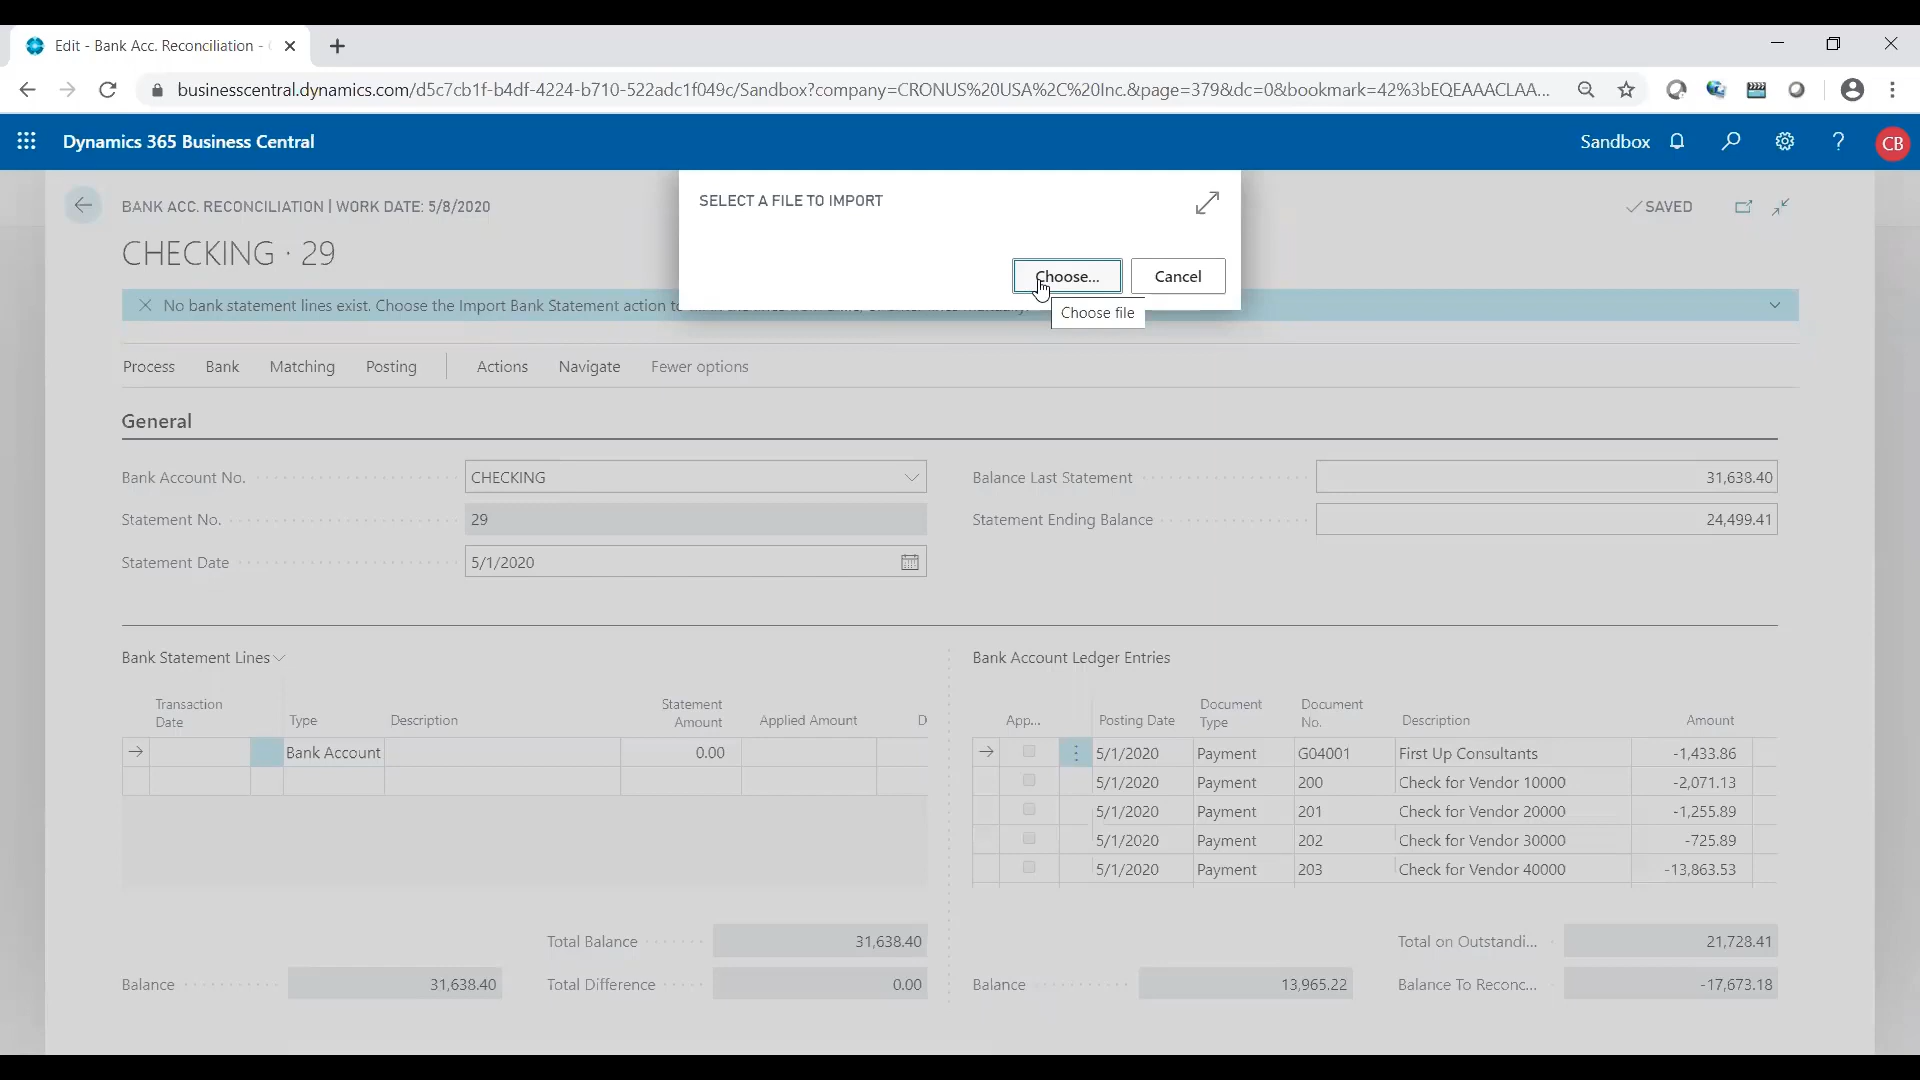 Edit - Bank Acc. Reconciliation -
businesscentral.dynamics.com/d5c7cb1f-b4df-4224-b710-522adc1f049c/Sandbox?company=CRONUS%20USA%2C%20Inc.&page=379&dc=0&bookmark=42%3bEQEAAACLAA...
Dynamics 365 Business Central
Sandbox
?
CB
SELECT A FILE TO IMPORT
Choose...
Cancel
Choose file
BANK ACC. RECONCILIATION | WORK DATE: 5/8/2020
SAVED
CHECKING · 29
No bank statement lines exist. Choose the Import Bank Statement action to
Process Bank Matching Posting Actions Navigate Fewer options
General
Bank Account No. CHECKING
Statement No. 29
Statement Date 5/1/2020
Balance Last Statement 31,638.40
Statement Ending Balance 24,499.41
Bank Statement Lines
Transaction Date Type Description Statement Amount Applied Amount D
Bank Account 0.00
Total Balance 31,638.40
Balance 31,638.40 Total Difference 0.00
Bank Account Ledger Entries
App... Posting Date Document Type Document No. Description Amount
5/1/2020 Payment G04001 First Up Consultants -1,433.86
5/1/2020 Payment 200 Check for Vendor 10000 -2,071.13
5/1/2020 Payment 201 Check for Vendor 20000 -1,255.89
5/1/2020 Payment 202 Check for Vendor 30000 -725.89
5/1/2020 Payment 203 Check for Vendor 40000 -13,863.53
Total on Outstandi... 21,728.41
Balance 13,965.22 Balance To Reconc... -17,673.18